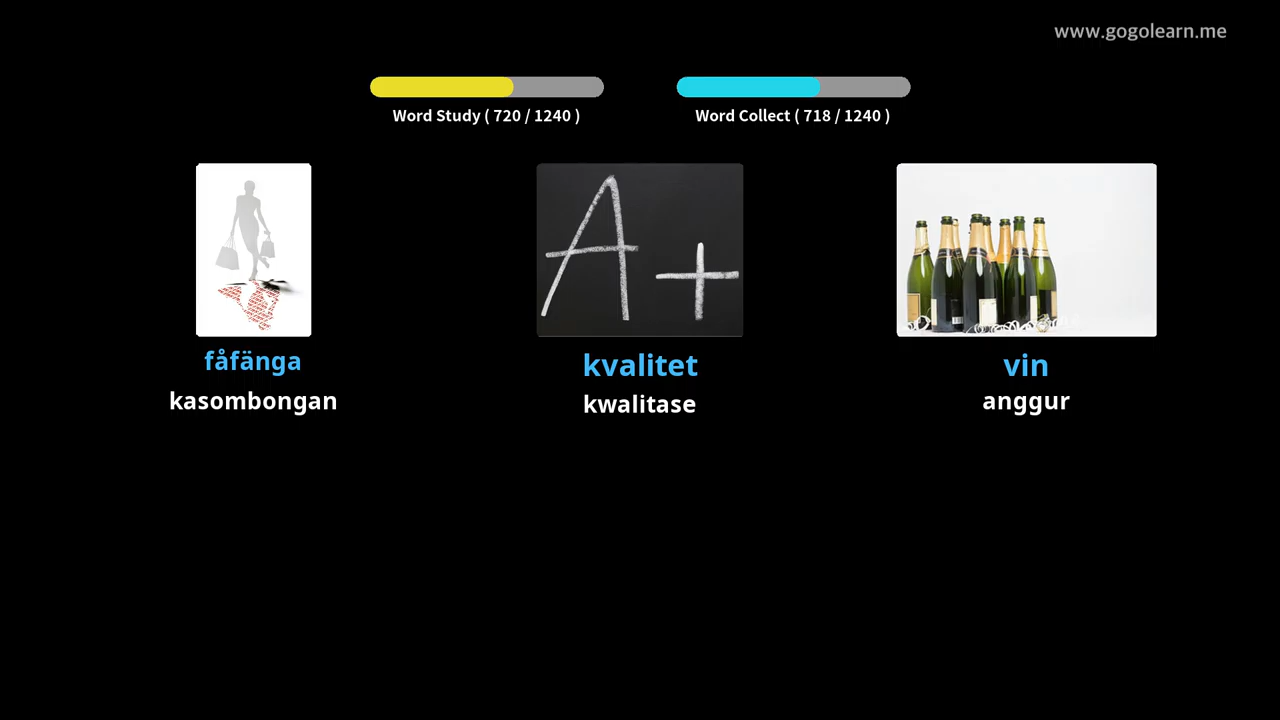 www.gogolearn.me
Word Study ( 720 / 1240 )
Word Collect ( 718 / 1240 )
A+
fåfänga
kvalitet
vin
kasombongan
kwalitase
anggur